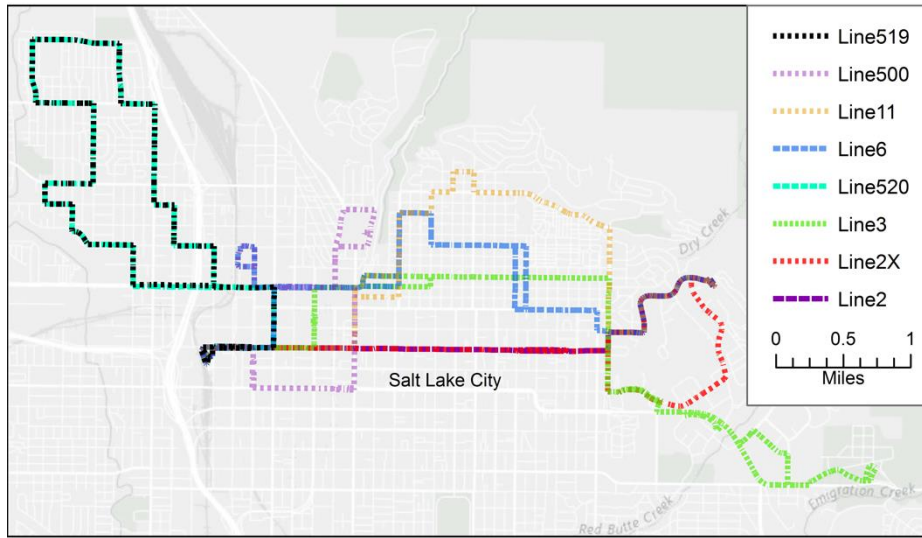 Line519
Line500
Line11
Line6
Line520
Line3
Line2X
Line2
0 0.5 1
Miles
Dry Creek
Salt Lake City
Red Butte Creek
Emigration Creek